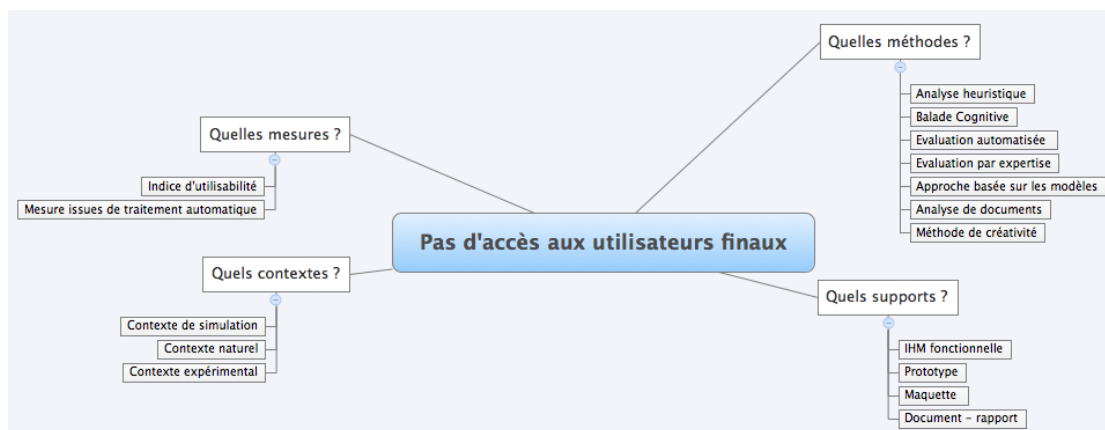 Quelles méthodes ?
Analyse heuristique
Balade Cognitive
Evaluation automatisée
Evaluation par expertise
Approche basée sur les modèles
Analyse de documents
Méthode de créativité
Quelles mesures ?
Indice d'utilisabilité
Mesure issues de traitement automatique
Pas d'accès aux utilisateurs finaux
Quels contextes ?
Contexte de simulation
Contexte naturel
Contexte expérimental
Quels supports ?
IHM fonctionnelle
Prototype
Maquette
Document – rapport